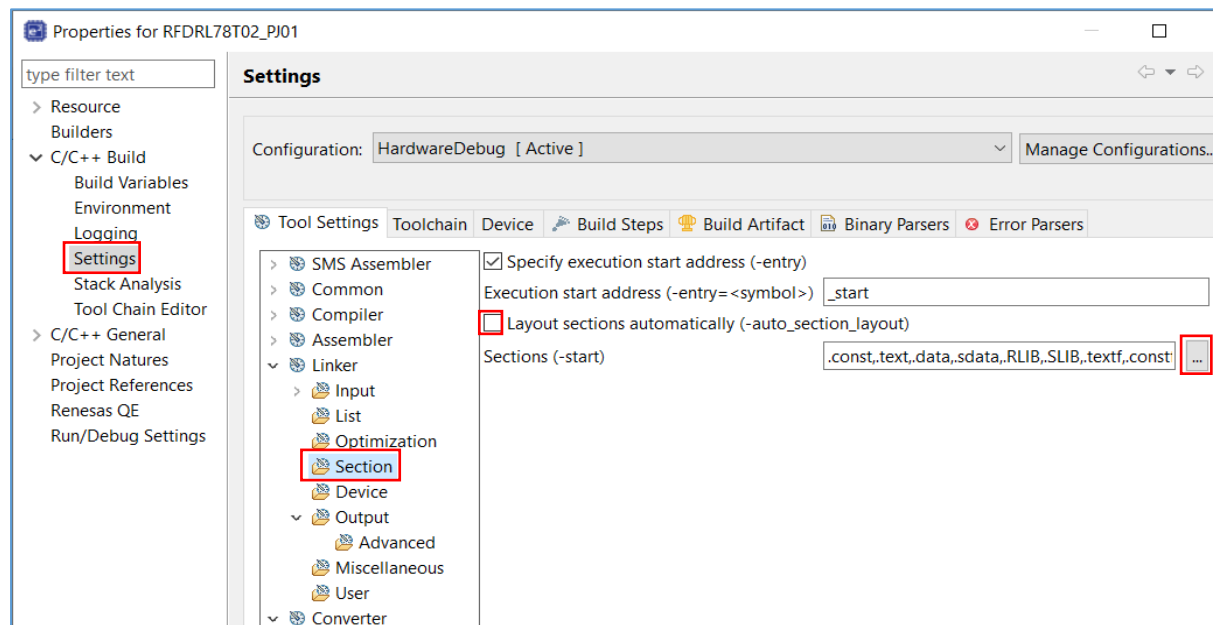 Properties for RFDRL78T02_PJ01
type filter text
Resource
Builders
C/C++ Build
Build Variables
Environment
Logging
Settings
Stack Analysis
Tool Chain Editor
C/C++ General
Project Natures
Project References
Renesas QE
Run/Debug Settings
Settings
Configuration: HardwareDebug [ Active ] Manage Configurations..
Tool Settings Toolchain Device Build Steps Build Artifact Binary Parsers Error Parsers
SMS Assembler
Common
Compiler
Assembler
Linker
Input
List
Optimization
Section
Device
Output
Advanced
Miscellaneous
User
Converter
Specify execution start address (-entry)
Execution start address (-entry=<symbol>) _start
Layout sections automatically (-auto_section_layout)
Sections (-start) .const,.text,.data,.sdata,.RLIB,.SLIB,.textf,.const ...